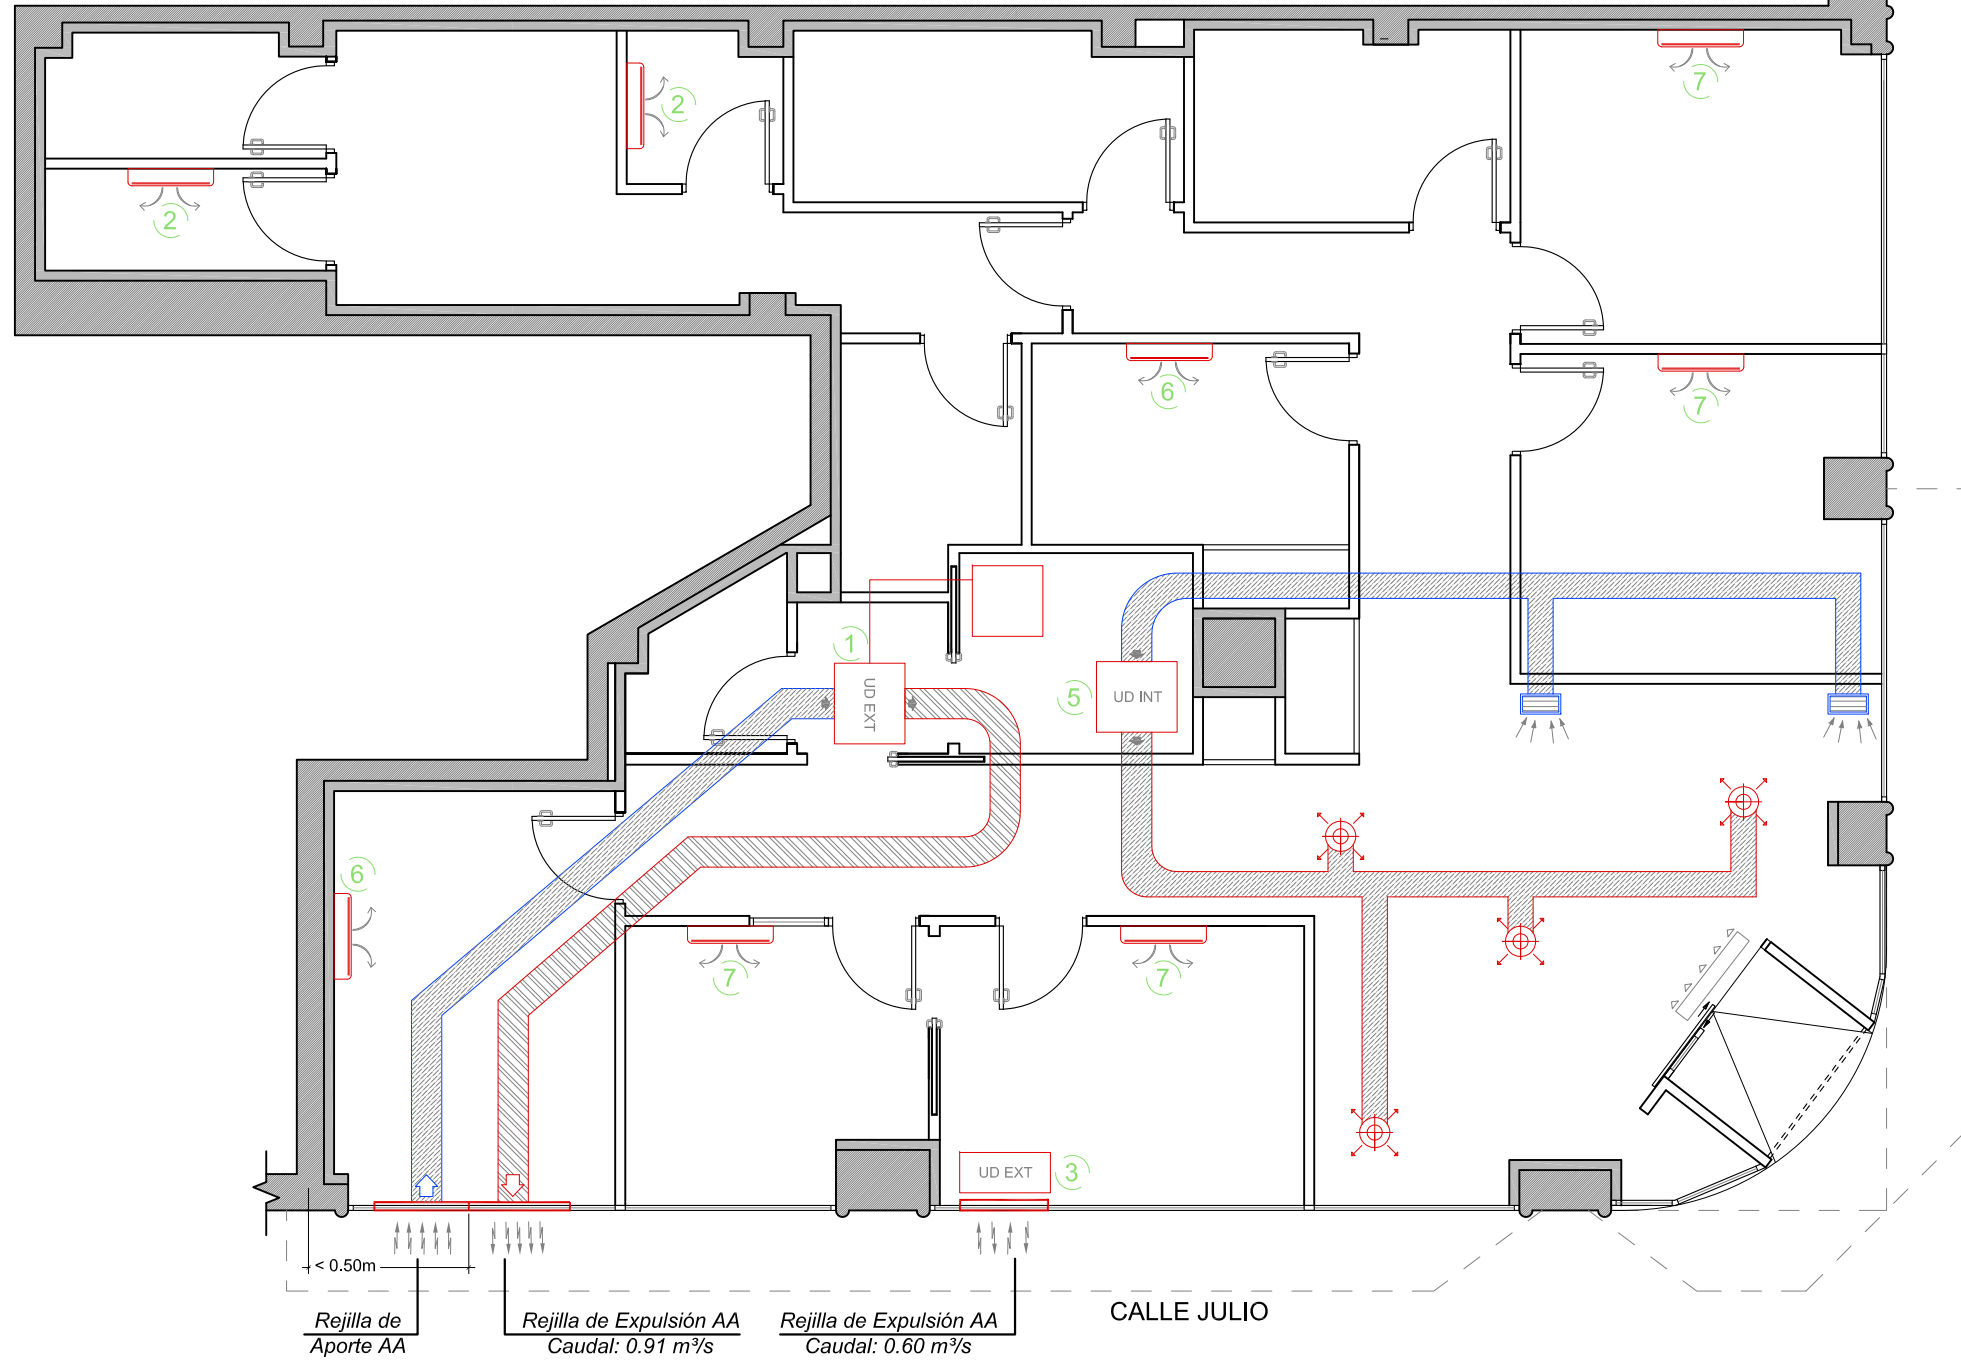 7
2
2
6
7
1
UD EXT
5
UD INT
6
7
7
UD EXT
3
< 0.50m
Rejilla de
Aporte AA
Rejilla de Expulsión AA
Caudal: 0.91 m³/s
Rejilla de Expulsión AA
Caudal: 0.60 m³/s
CALLE JULIO